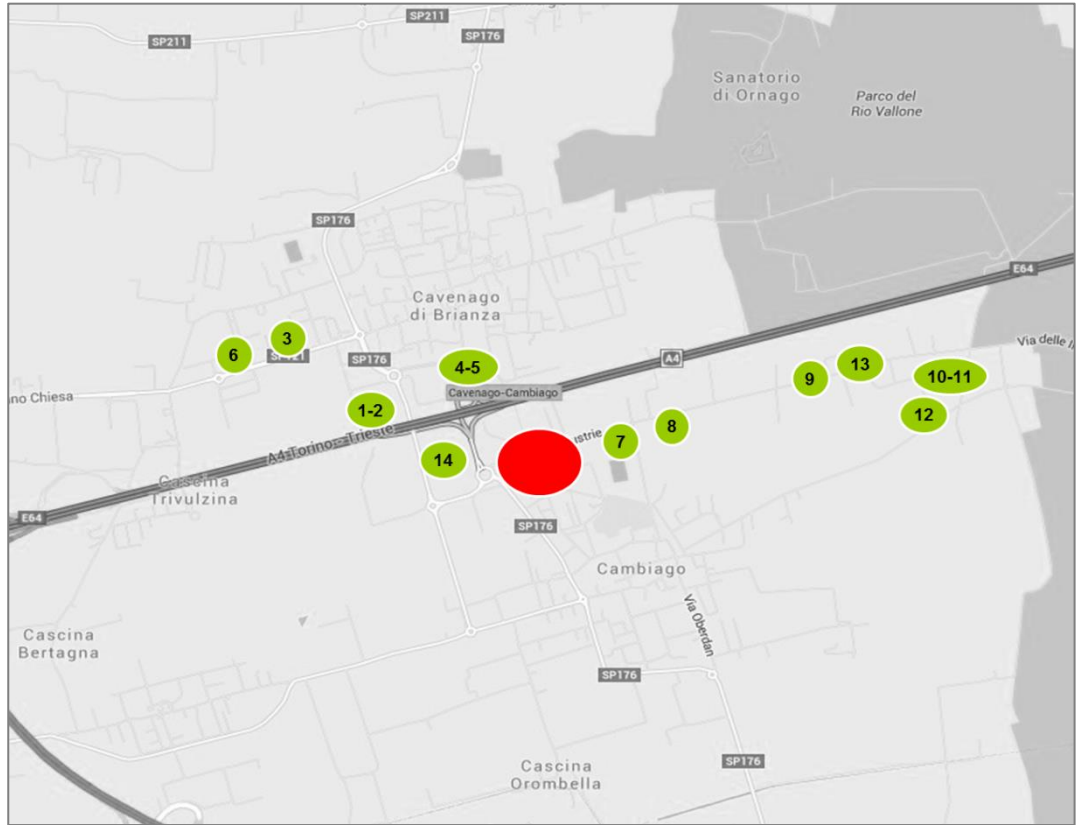 SP211
SP211
SP176
Sanatorio
di Ornago
Parco del
Rio Vallone
SP176
E64
Cavenago
di Brianza
3
6
SP176
4-5
A4
Via delle
13
9
10-11
Cavenago-Cambiago
ano Chiesa
1-2
12
8
A4 Torino - Trieste
ustrie
7
14
Cascina
Trivulzina
E64
SP176
Cambiago
Via Oberdan
Cascina
Bertagna
SP176
SP176
Cascina
Orombella